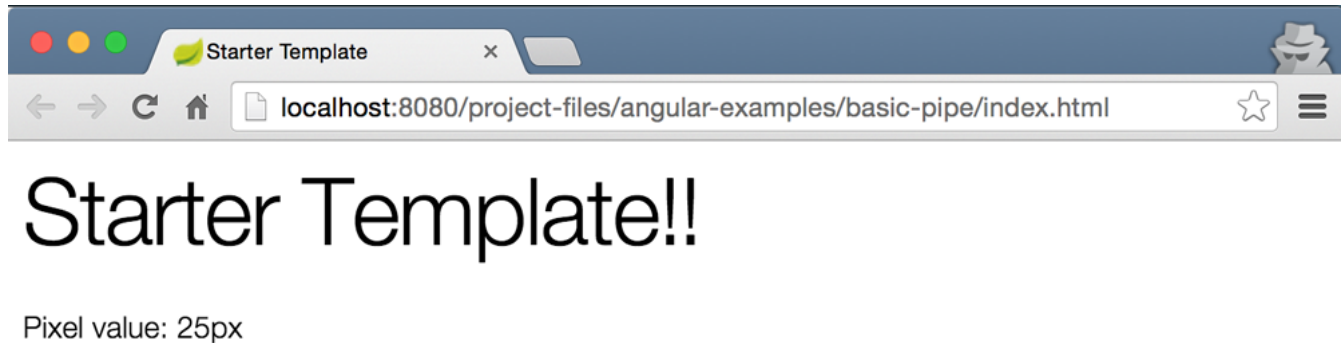 Starter Template
localhost:8080/project-files/angular-examples/basic-pipe/index.html
Starter Template!!
Pixel value: 25px